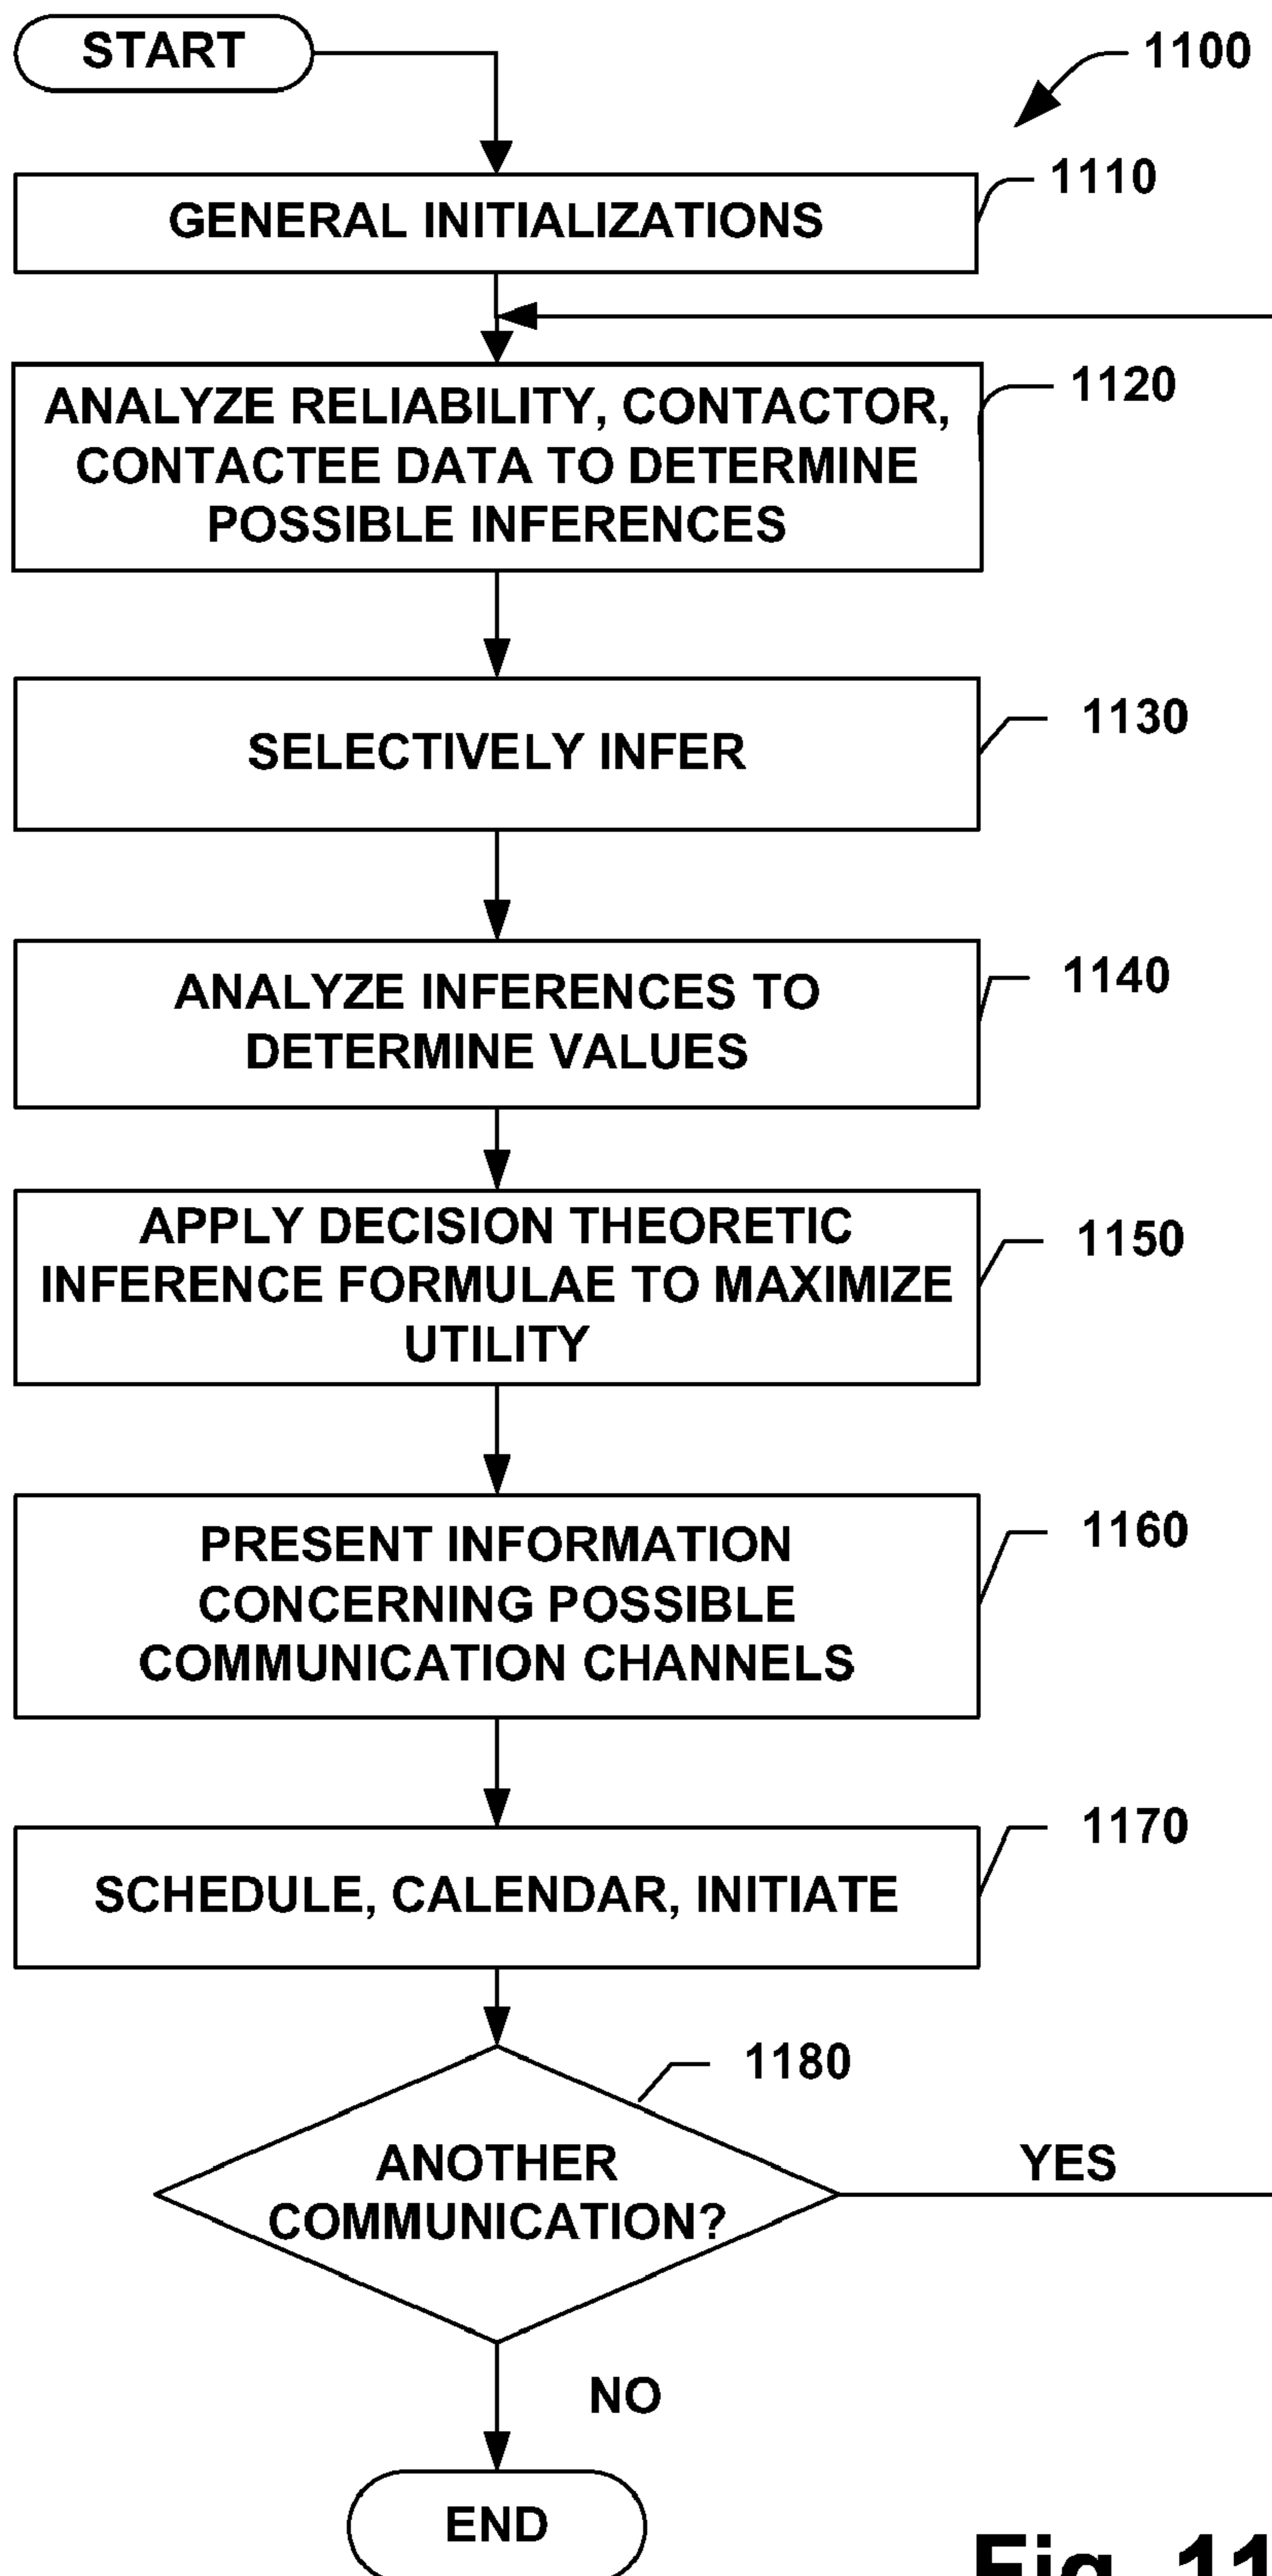 START
1100
1110
GENERAL INITIALIZATIONS
1120
ANALYZE RELIABILITY, CONTACTOR,
CONTACTEE DATA TO DETERMINE
POSSIBLE INFERENCES
1130
SELECTIVELY INFER
1140
ANALYZE INFERENCES TO
DETERMINE VALUES
1150
APPLY DECISION THEORETIC
INFERENCE FORMULAE TO MAXIMIZE
UTILITY
1160
PRESENT INFORMATION
CONCERNING POSSIBLE
COMMUNICATION CHANNELS
1170
SCHEDULE, CALENDAR, INITIATE
1180
ANOTHER
COMMUNICATION?
YES
NO
END
Fig. 11